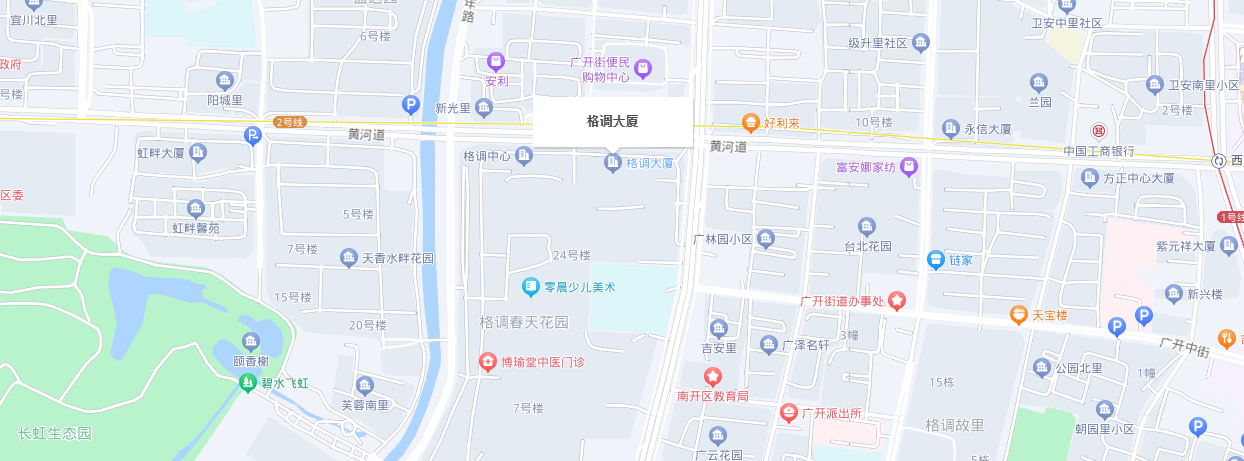 宜川北里
6号楼
年路
级升里社区
卫安中里社区
政府
安利
广开街便民
购物中心
卫安南里小区
号楼
阳城里
新光里
兰园
2号楼
2号线
黄河道
格调大厦
好利来
10号楼
永信大厦
虹畔大厦
格调中心
格调大厦
黄河道
中国工商银行
西
区委
富安娜家纺
方正中心大厦
虹畔馨苑
5号楼
1号线
7号楼
天香水畔花园
24号楼
广林园小区
台北花园
紫元祥大厦
链家
15号楼
零晨少儿美术
广开街道办事处
新兴楼
20号楼
格调春天花园
天宝楼
吉安里
广泽名轩
3幢
广开中街
颐香榭
博瑜堂中医门诊
公园北里
碧水飞虹
15栋
1幢
芙蓉南里
7号楼
南开区教育局
广开派出所
格调故里
朝园里小区
长虹生态园
广云花园
5栋